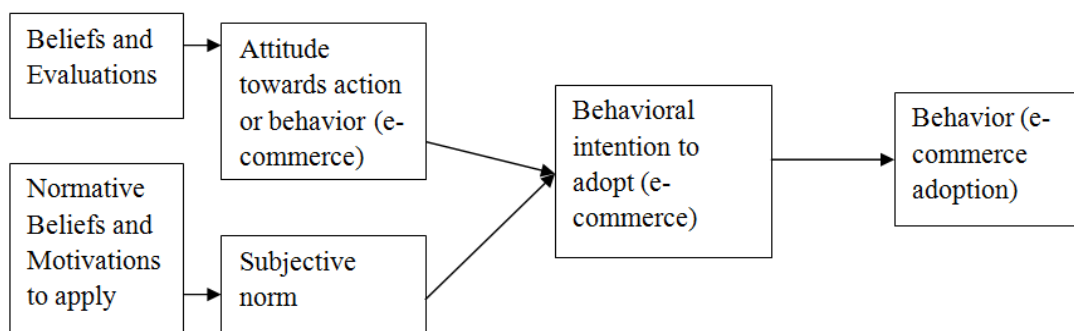 Beliefs and
Evaluations
Attitude
towards action
or behavior (e-
commerce)
Normative
Beliefs and
Motivations
to apply
Subjective
norm
Behavioral
intention to
adopt (e-
commerce)
Behavior (e-
commerce
adoption)